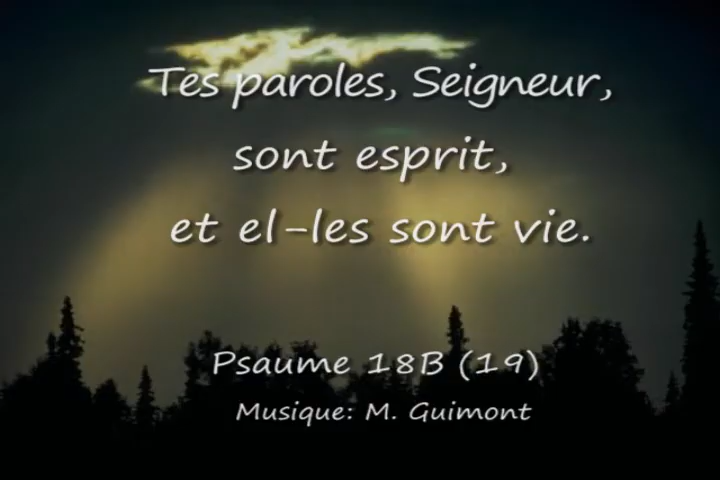 Tes paroles, Seigneur,
sont esprit,
et el-les sont vie.
Psaume 18B (19)
Musique: M. Guimont